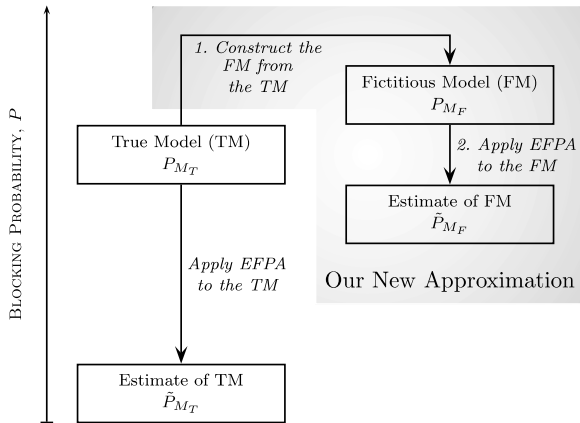 BLOCKING PROBABILITY, P
1. Construct the
FM from
the TM
Fictitious Model (FM)
P_{M_F}
True Model (TM)
P_{M_T}
2. Apply EFPA
to the FM
Estimate of FM
P̃_{M_F}
Apply EFPA
to the TM
Our New Approximation
Estimate of TM
P̃_{M_T}